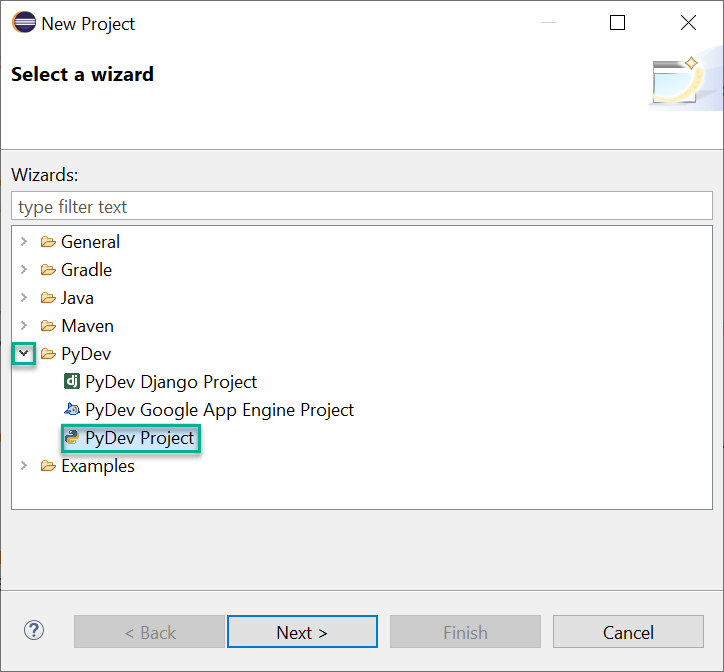 New Project
Select a wizard
Wizards:
type filter text
General
Gradle
Java
Maven
PyDev
dj PyDev Django Project
PyDev Google App Engine Project
PyDev Project
Examples
? < Back Next > Finish Cancel